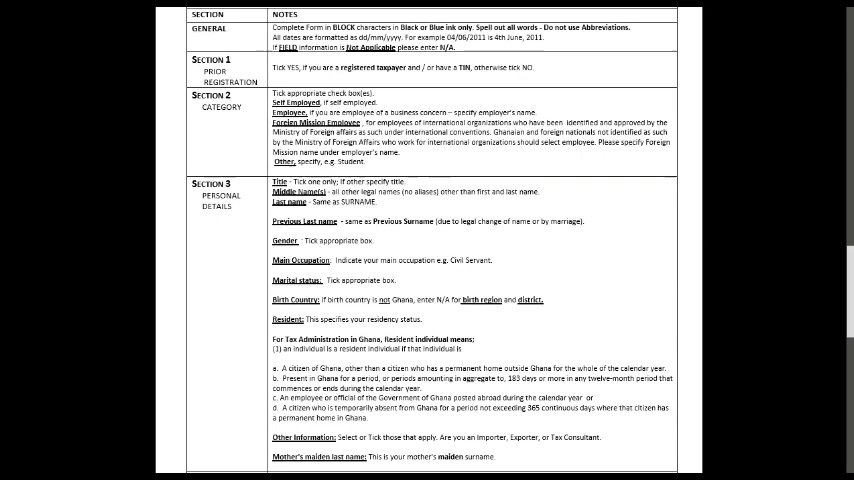 SECTION NOTES
GENERAL Complete Form in BLOCK characters in Black or Blue ink only. Spell out all words - Do not use Abbreviations.
All dates are formatted as dd/mm/yyyy. For example 04/06/2011 is 4th June, 2011.
If FIELD information is Not Applicable please enter N/A.
SECTION 1
PRIOR
REGISTRATION
Tick YES, if you are a registered taxpayer and / or have a TIN, otherwise tick NO.
SECTION 2
CATEGORY
Tick appropriate check box(es).
Self Employed, if self employed.
Employee, if you are employee of a business concern – specify employer's name.
Foreign Mission Employee , for employees of international organizations who have been identified and approved by the
Ministry of Foreign affairs as such under international conventions. Ghanaian and foreign nationals not identified as such
by the Ministry of Foreign Affairs who work for international organizations should select employee. Please specify Foreign
Mission name under employer's name.
Other, specify, e.g. Student.
SECTION 3
PERSONAL
DETAILS
Title - Tick one only; if other specify title.
Middle Name(s) - all other legal names (no aliases) other than first and last name.
Last name - Same as SURNAME.
Previous Last name - same as Previous Surname (due to legal change of name or by marriage).
Gender : Tick appropriate box.
Main Occupation: Indicate your main occupation e.g. Civil Servant.
Marital status: Tick appropriate box.
Birth Country: if birth country is not Ghana, enter N/A for birth region and district.
Resident: This specifies your residency status.
For Tax Administration in Ghana, Resident individual means;
(1) an individual is a resident individual if that individual is
a. A citizen of Ghana, other than a citizen who has a permanent home outside Ghana for the whole of the calendar year.
b. Present in Ghana for a period, or periods amounting in aggregate to, 183 days or more in any twelve-month period that
commences or ends during the calendar year.
c. An employee or official of the Government of Ghana posted abroad during the calendar year or
d. A citizen who is temporarily absent from Ghana for a period not exceeding 365 continuous days where that citizen has
a permanent home in Ghana.
Other Information: Select or Tick those that apply. Are you an Importer, Exporter, or Tax Consultant.
Mother's maiden last name: This is your mother's maiden surname.